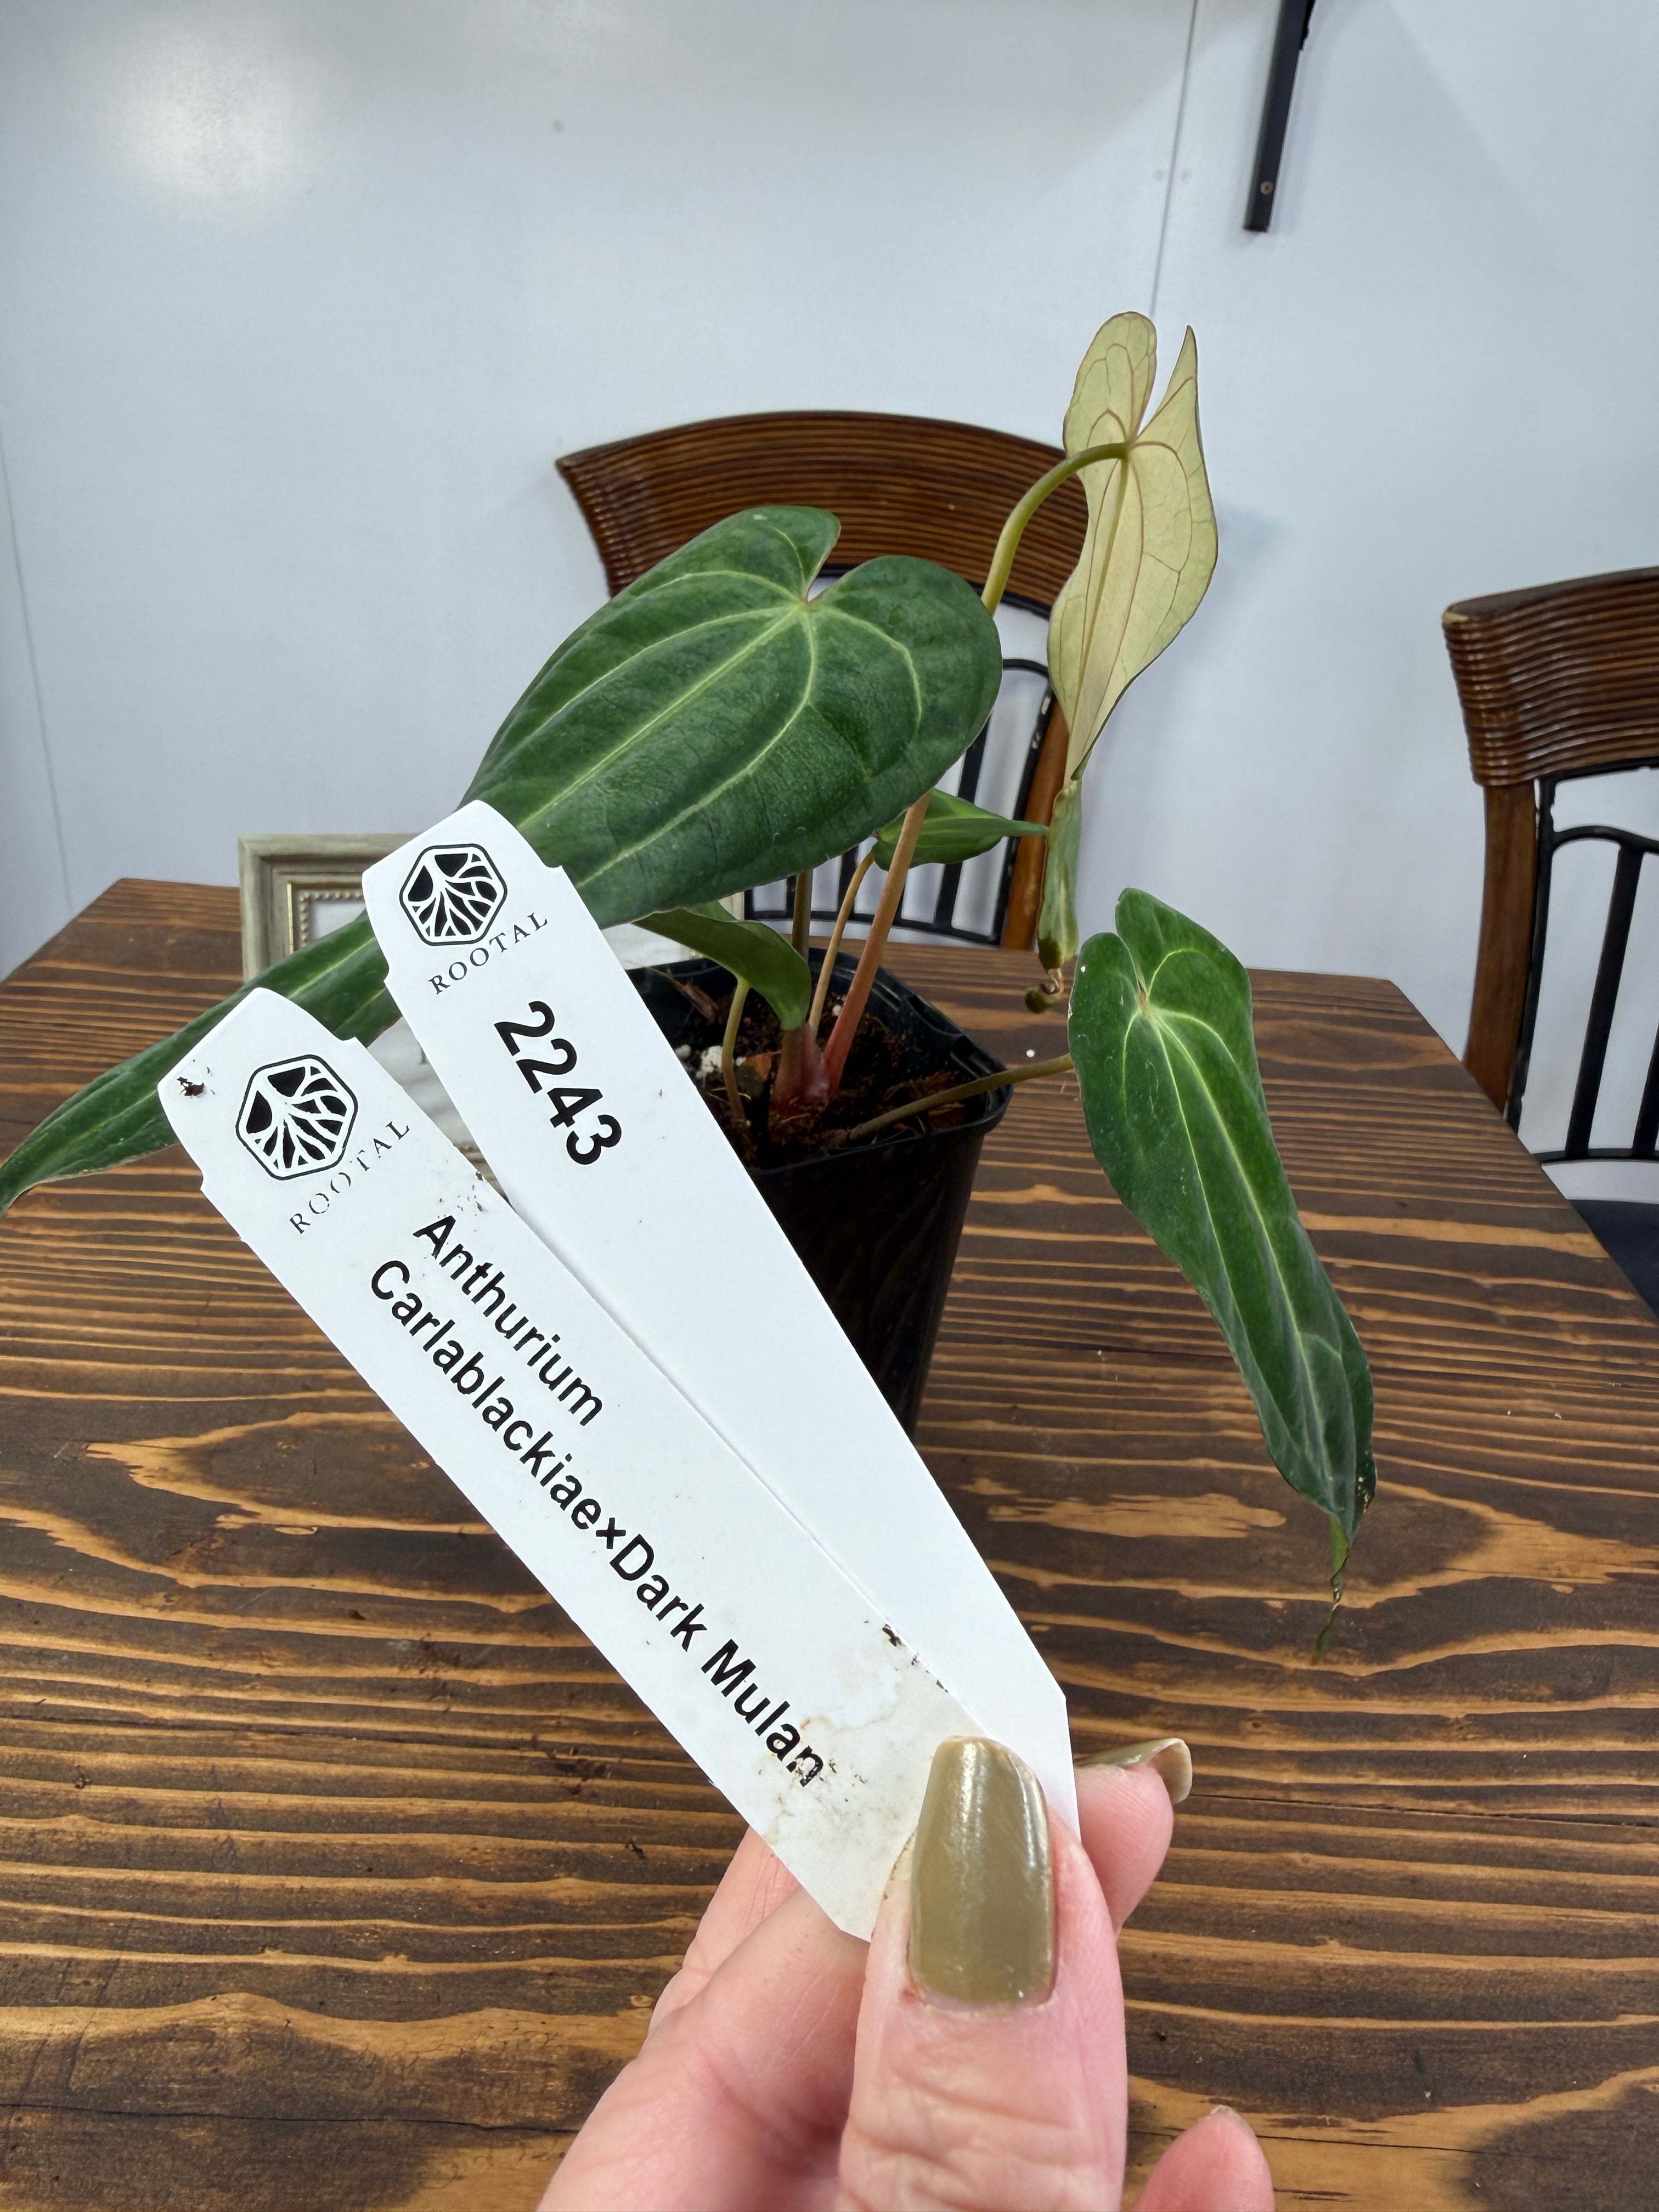 ROOTAL
2243
ROOTAL
Anthurium
Carlablackiae×Dark Mulan